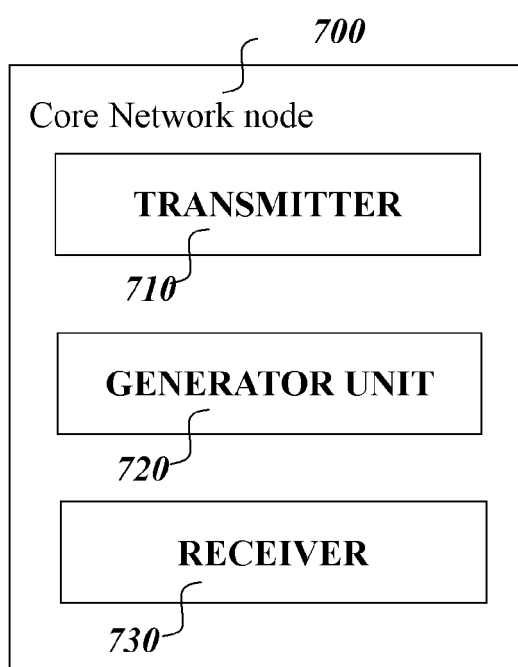 700
Core Network node
TRANSMITTER
710
GENERATOR UNIT
720
RECEIVER
730